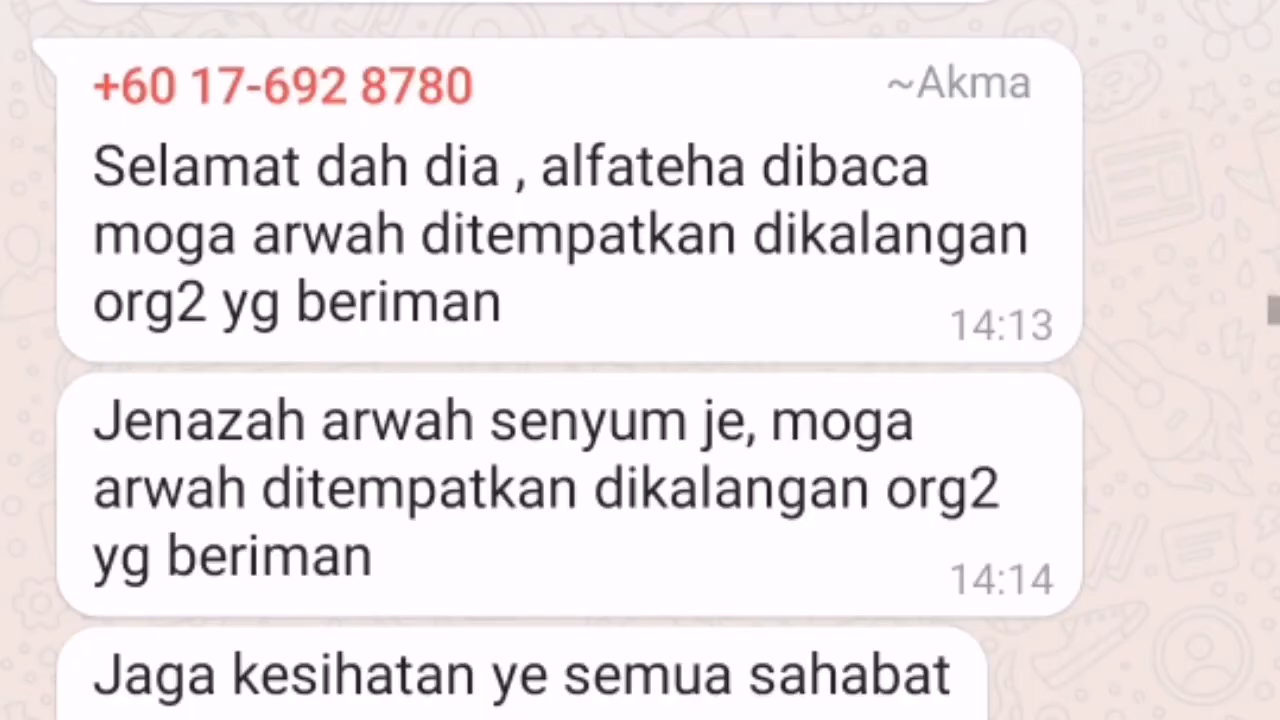 +60 17-692 8780 ~Akma
Selamat dah dia , alfateha dibaca
moga arwah ditempatkan dikalangan
org2 yg beriman
14:13
Jenazah arwah senyum je, moga
arwah ditempatkan dikalangan org2
yg beriman
14:14
Jaga kesihatan ye semua sahabat